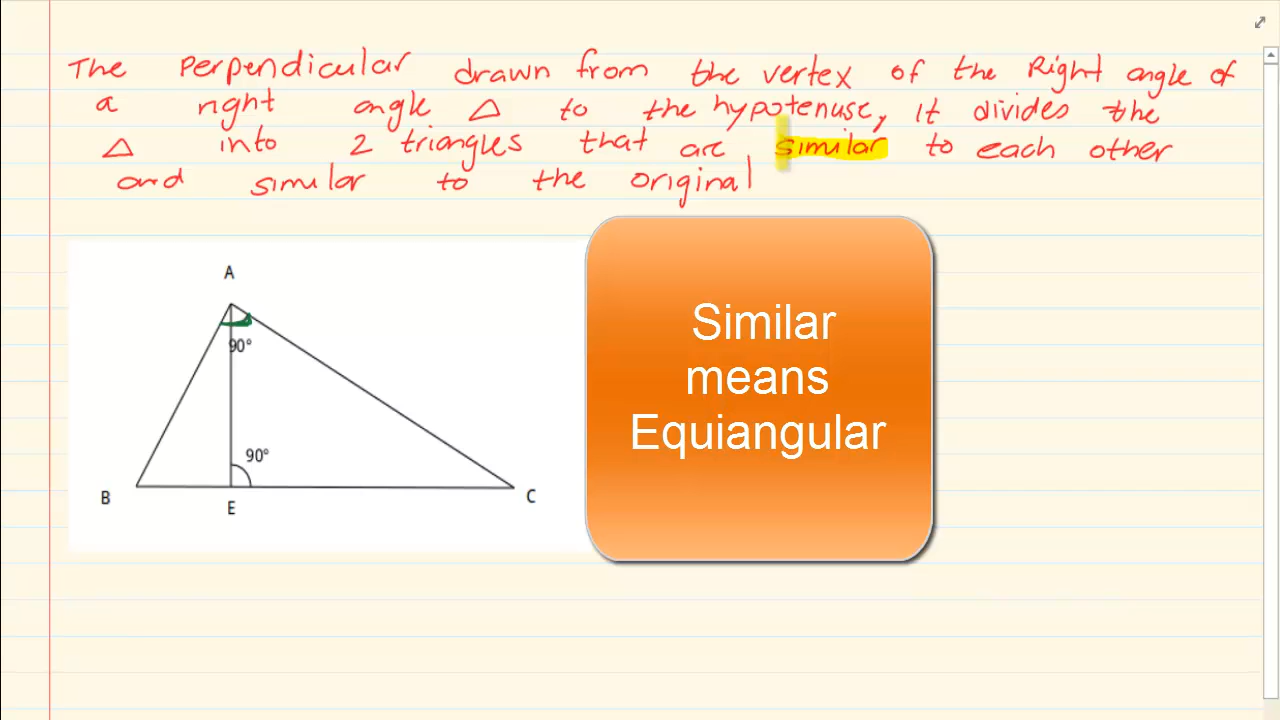 The perpendicular drawn from the vertex of the Right angle of
a right angle △ to the hypotenuse, It divides the
△ into 2 triangles that are similar to each other
and similar to the original
Similar
means
Equiangular
A
90°
90°
B
E
C